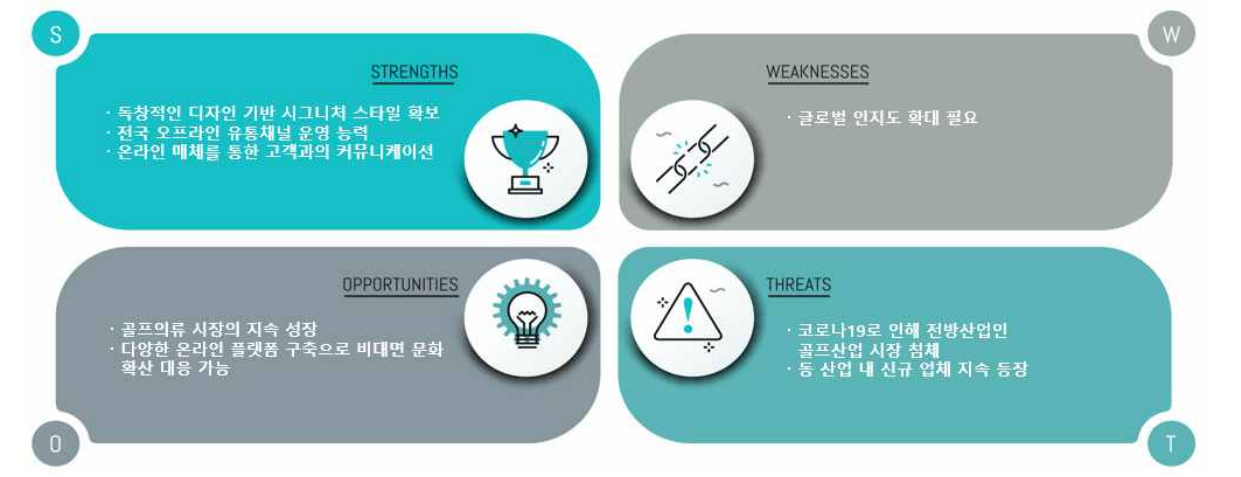 S
STRENGTHS
· 독창적인 디자인 기반 시그니처 스타일 확보
· 전국 오프라인 유통채널 운영 능력
· 온라인 매체를 통한 고객과의 커뮤니케이션
W
WEAKNESSES
· 글로벌 인지도 확대 필요
OPPORTUNITIES
· 골프의류 시장의 지속 성장
· 다양한 온라인 플랫폼 구축으로 비대면 문화
확산 대응 가능
O
THREATS
· 코로나19로 인해 전방산업인
골프산업 시장 침체
· 동 산업 내 신규 업체 지속 등장
T